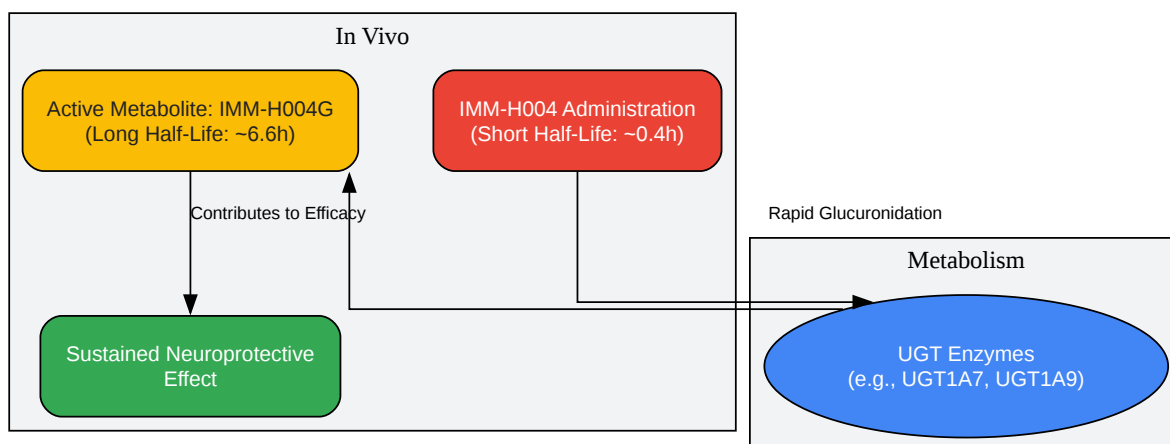 In Vivo
Active Metabolite: IMM-H004G
(Long Half-Life: ~6.6h)
IMM-H004 Administration
(Short Half-Life: ~0.4h)
Contributes to Efficacy
Rapid Glucuronidation
Metabolism
Sustained Neuroprotective
Effect
UGT Enzymes
(e.g., UGT1A7, UGT1A9)